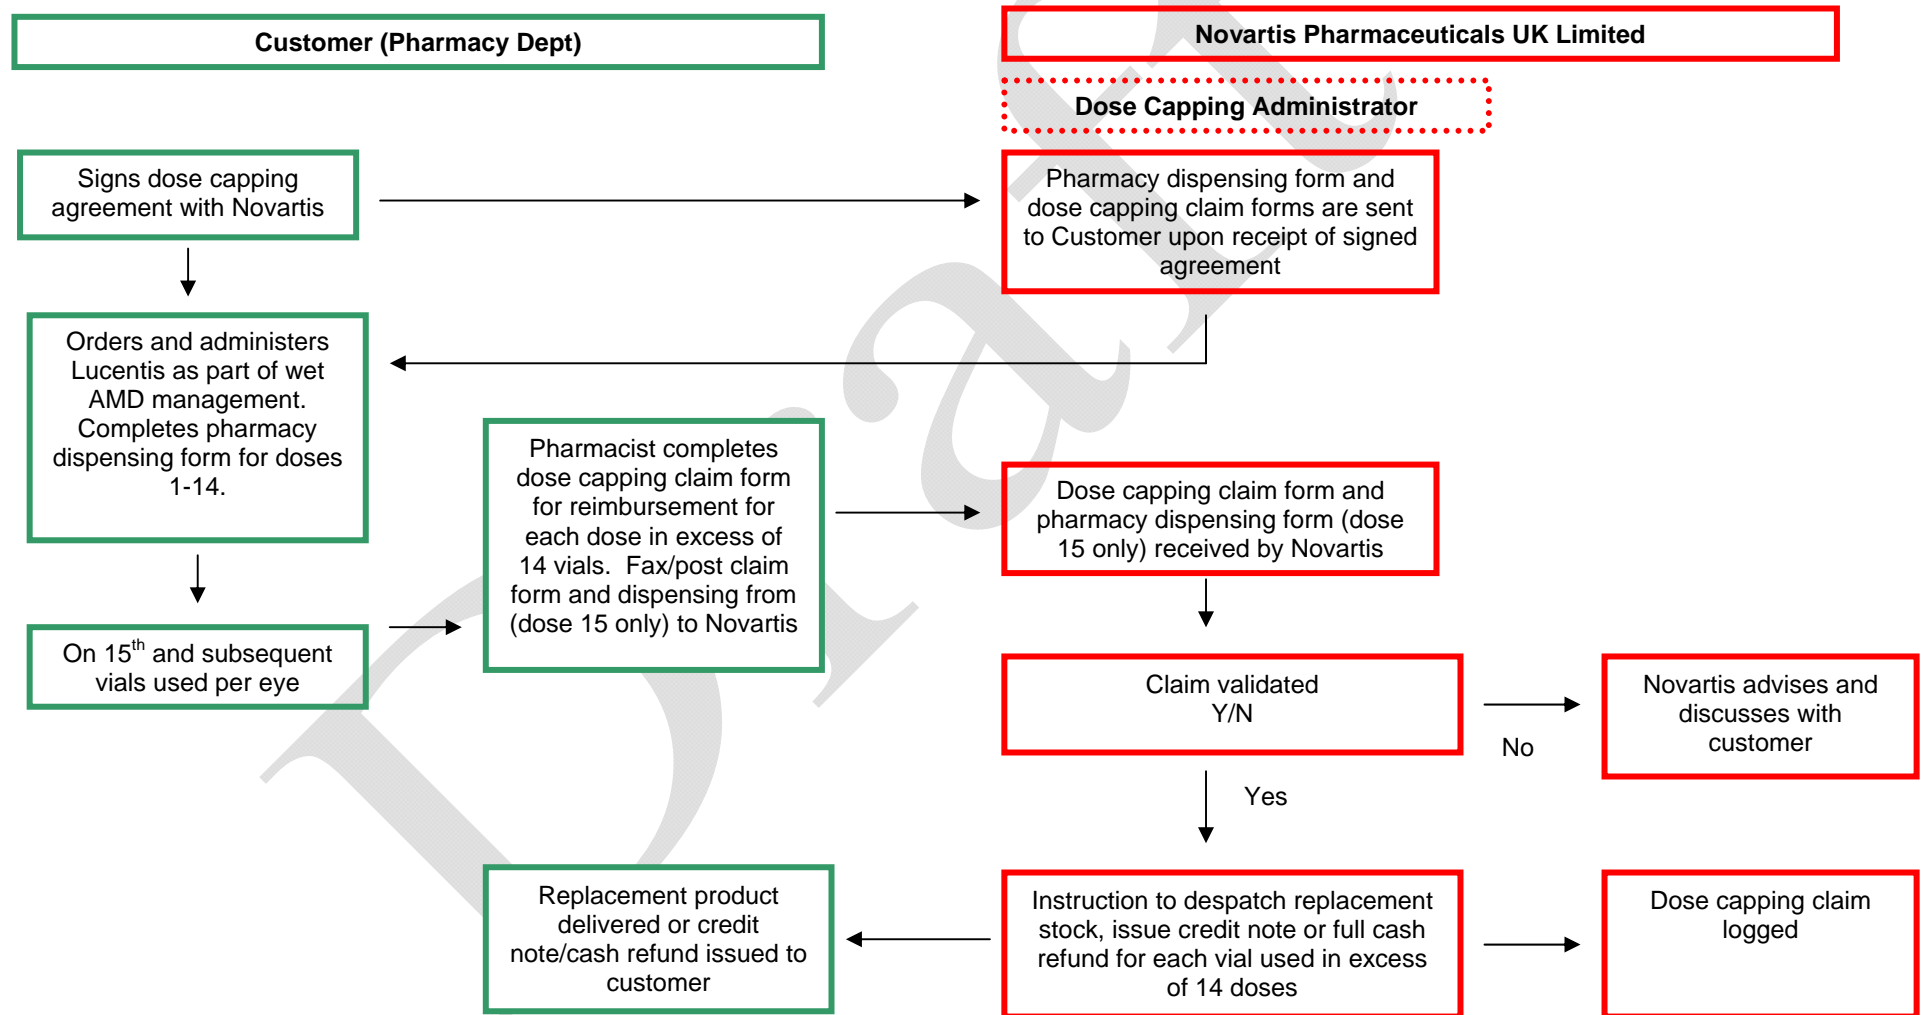 Customer (Pharmacy Dept)
Novartis Pharmaceuticals UK Limited
Dose Capping Administrator
Signs dose capping
agreement with Novartis
Pharmacy dispensing form and
dose capping claim forms are sent
to Customer upon receipt of signed
agreement
Orders and administers
Lucentis as part of wet
AMD management.
Completes pharmacy
dispensing form for doses
1-14.
Pharmacist completes
dose capping claim form
for reimbursement for
each dose in excess of
14 vials.  Fax/post claim
form and dispensing from
(dose 15 only) to Novartis
Dose capping claim form and
pharmacy dispensing form (dose
15 only) received by Novartis
On 15th and subsequent
vials used per eye
Claim validated
Y/N
No
Novartis advises and
discusses with
customer
Yes
Replacement product
delivered or credit
note/cash refund issued to
customer
Instruction to despatch replacement
stock, issue credit note or full cash
refund for each vial used in excess
of 14 doses
Dose capping claim
logged
Draft